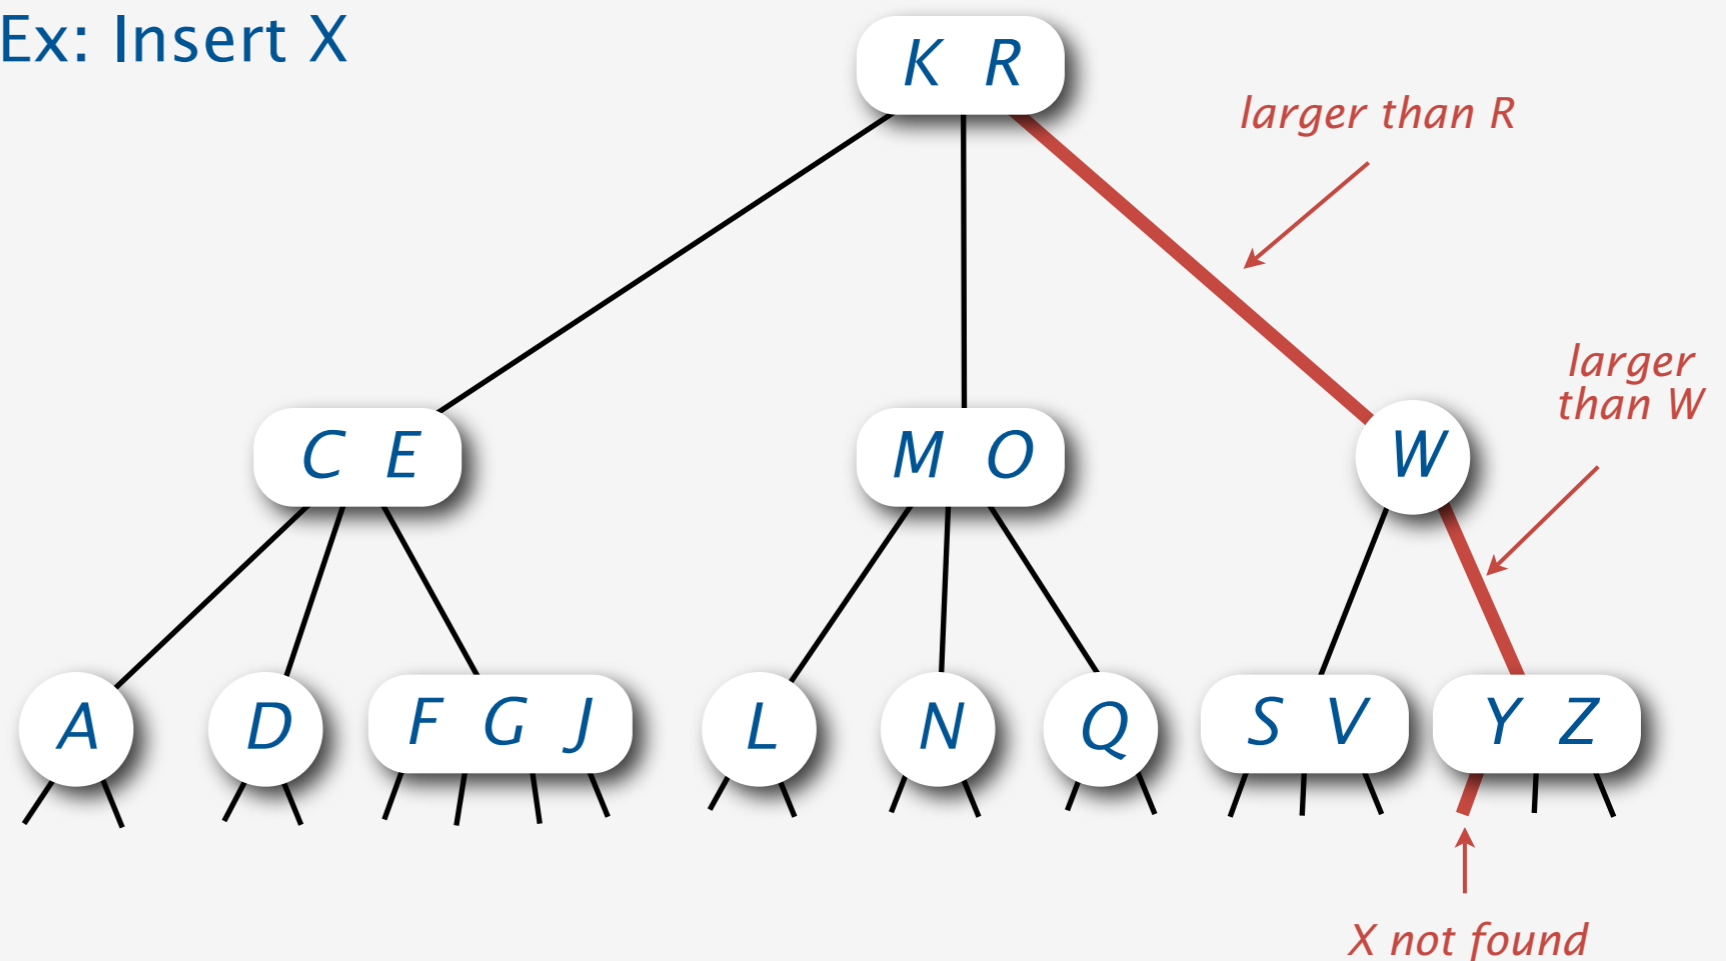 Ex: Insert X
K R
larger than R
larger
than W
C E
M O
W
A
D
F G J
L
N
Q
S V
Y Z
X not found